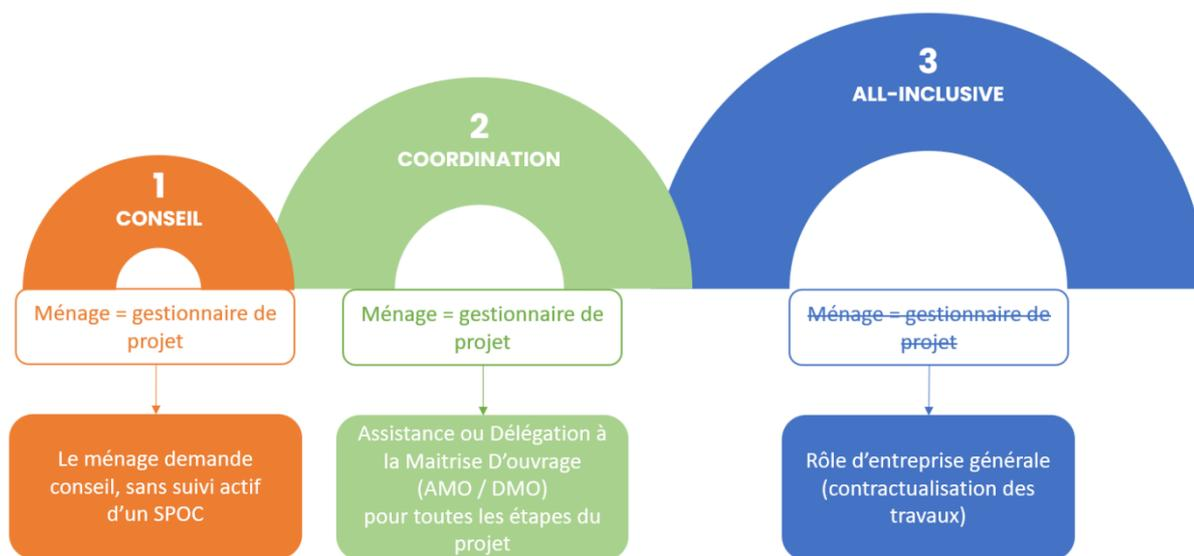 1
CONSEIL
2
COORDINATION
3
ALL-INCLUSIVE
Ménage = gestionnaire de
projet
Ménage = gestionnaire de
projet
Ménage = gestionnaire de
projet
Le ménage demande
conseil, sans suivi actif
d'un SPOC
Assistance ou Délégation à
la Maitrise D'ouvrage
(AMO / DMO)
pour toutes les étapes du
projet
Rôle d'entreprise générale
(contractualisation des
travaux)